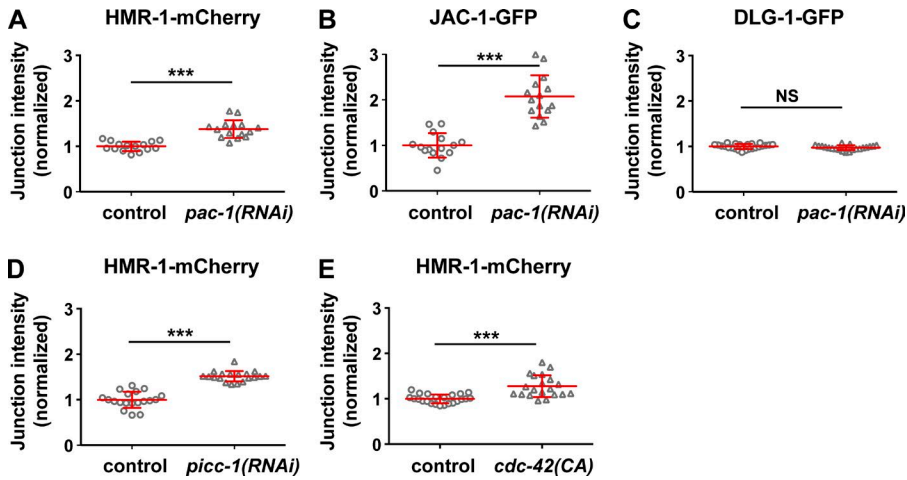 A
HMR-1-mCherry
Junction intensity
(normalized)
3
2
1
0
***
control
pac-1(RNAi)
B
JAC-1-GFP
Junction intensity
(normalized)
3
2
1
0
***
control
pac-1(RNAi)
C
DLG-1-GFP
Junction intensity
(normalized)
3
2
1
0
NS
control
pac-1(RNAi)
D
HMR-1-mCherry
Junction intensity
(normalized)
3
2
1
0
***
control
picc-1(RNAi)
E
HMR-1-mCherry
Junction intensity
(normalized)
3
2
1
0
***
control
cdc-42(CA)